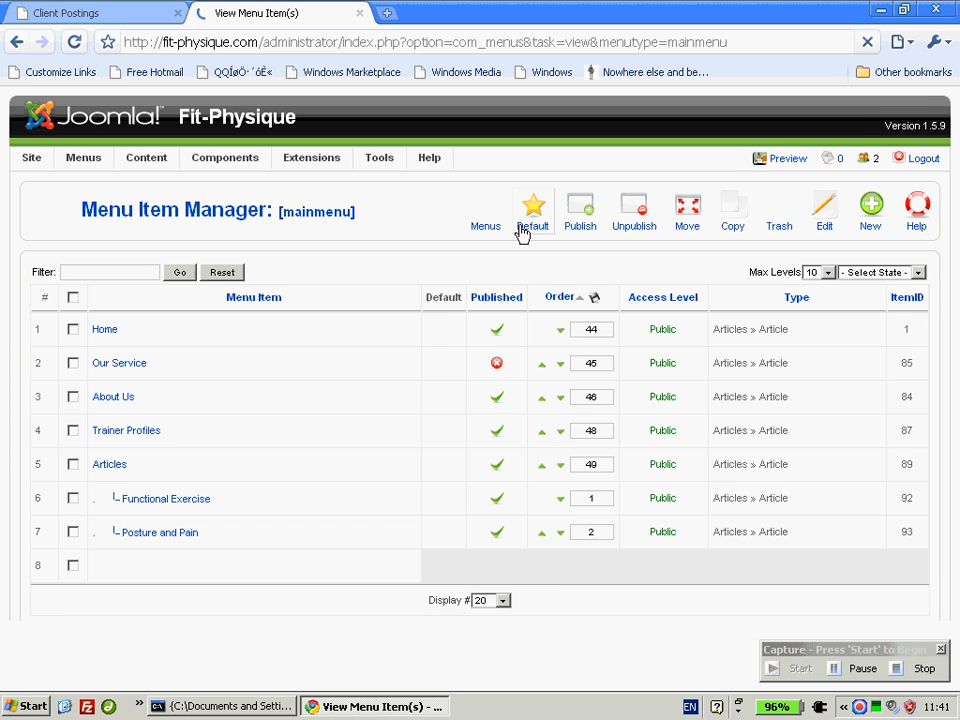 Client Postings
View Menu Item(s)
http://fit-physique.com/administrator/index.php?option=com_menus&task=view&menutype=mainmenu
Customize Links Free Hotmail Windows Marketplace Windows Media Windows Nowhere else and be... Other bookmarks
Joomla! Fit-Physique
Version 1.5.9
Site Menus Content Components Extensions Tools Help Preview 0 2 Logout
Menu Item Manager: [mainmenu]
Menus Default Publish Unpublish Move Copy Trash Edit New Help
Filter: Go Reset Max Levels 10 - Select State -
# Menu Item Default Published Order Access Level Type ItemID
1 Home 44 Public Articles » Article 1
2 Our Service 45 Public Articles » Article 85
3 About Us 46 Public Articles » Article 84
4 Trainer Profiles 48 Public Articles » Article 87
5 Articles 49 Public Articles » Article 89
6 . Functional Exercise 1 Public Articles » Article 92
7 . Posture and Pain 2 Public Articles » Article 93
8
Display # 20
Capture - Press 'Start' to Begin
Start Pause Stop
Start {C:\Documents and Setti... View Menu Item(s) - ... EN 96% 11:41